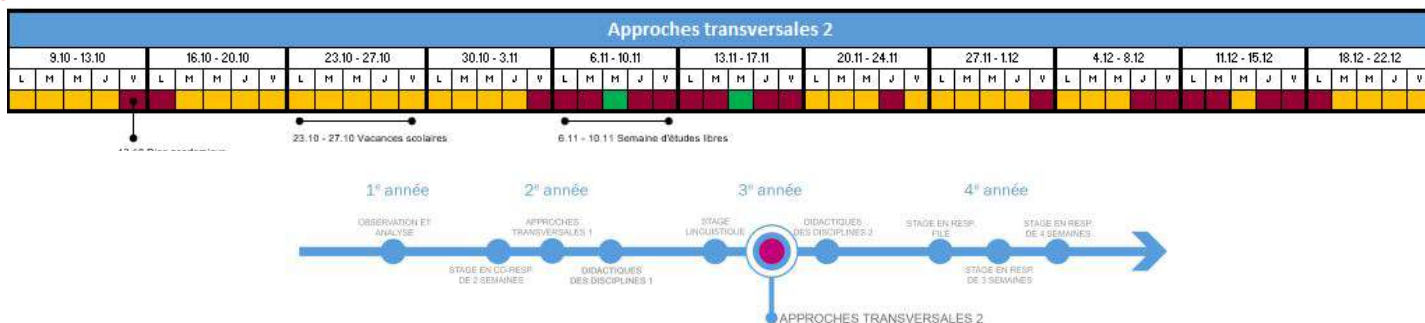 Approches transversales 2
9.10 - 13.10 16.10 - 20.10 23.10 - 27.10 30.10 - 3.11 6.11 - 10.11 13.11 - 17.11 20.11 - 24.11 27.11 - 1.12 4.12 - 8.12 11.12 - 15.12 18.12 - 22.12
L M M J V L M M J V L M M J V L M M J V L M M J V L M M J V L M M J V L M M J V L M M J V L M M J V L M M J V
23.10 - 27.10 Vacances scolaires
6.11 - 10.11 Semaine d'études libres
1e année
2e année
3e année
4e année
OBSERVATION ET
ANALYSE
STAGE EN CO-RESP.
DE 2 SEMAINES
APPROCHES
TRANSVERSALES 1
DIDACTIQUES
DES DISCIPLINES 1
STAGE
LINGUISTIQUE
APPROCHES TRANSVERSALES 2
DIDACTIQUES
DES DISCIPLINES 2
STAGE EN RESP.
FILÉ
STAGE EN RESP.
DE 3 SEMAINES
STAGE EN RESP.
DE 4 SEMAINES